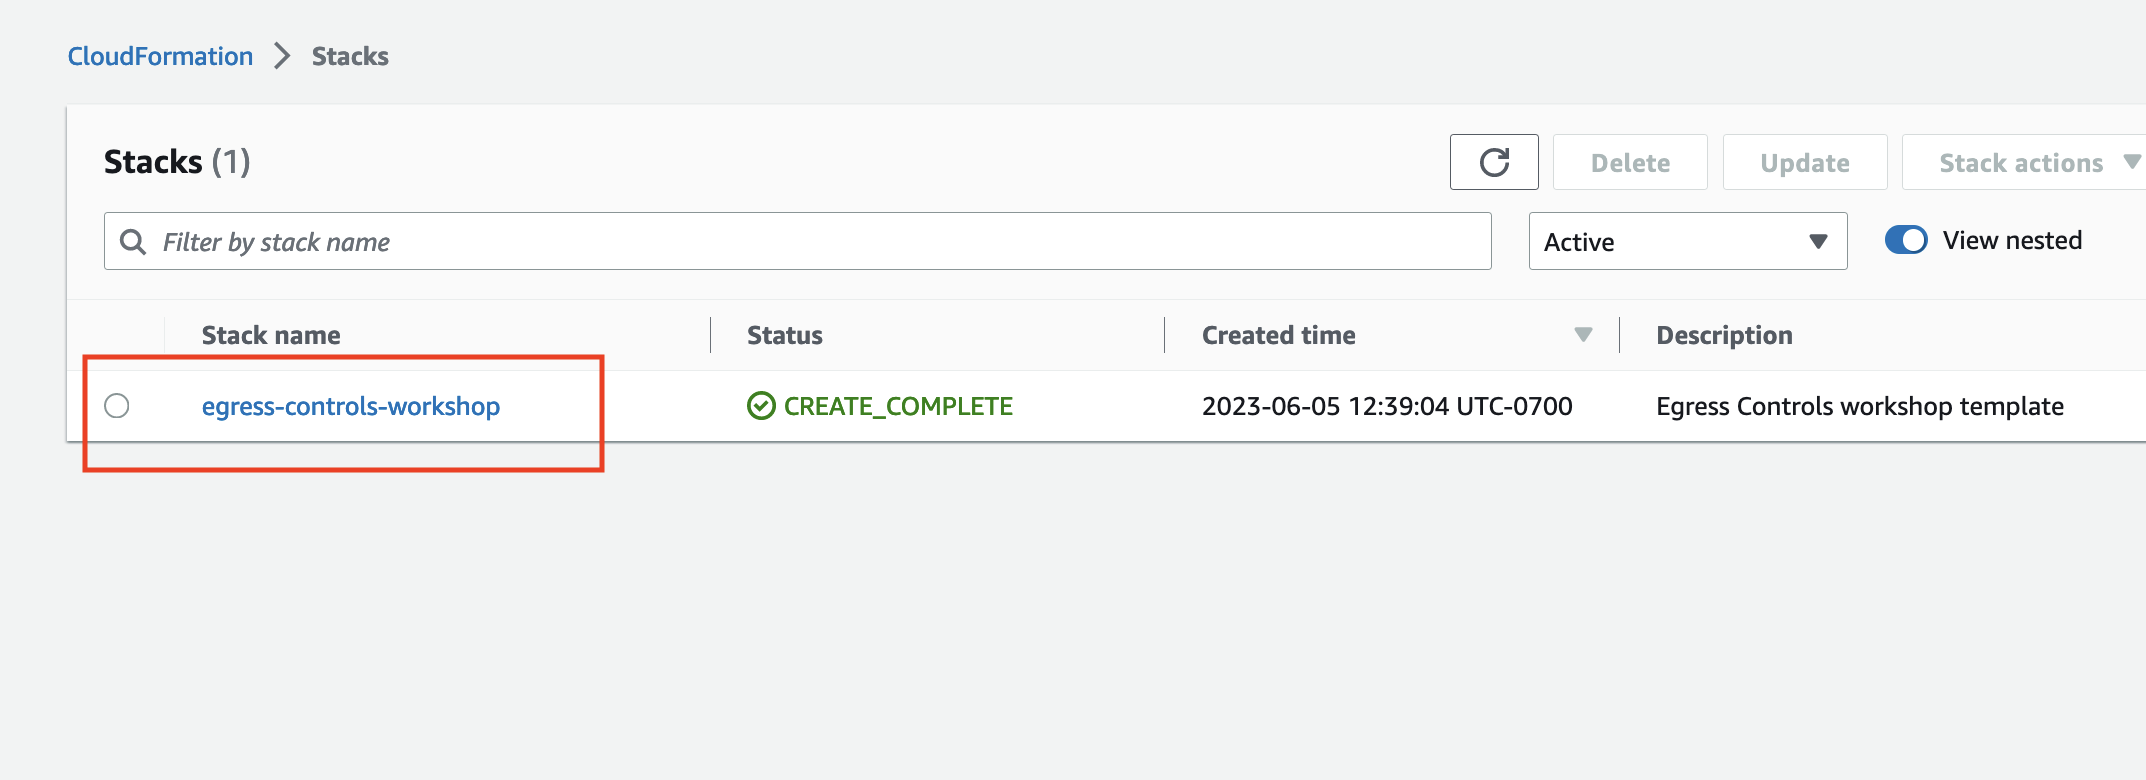 CloudFormation > Stacks
Stacks (1)
Delete
Update
Stack actions
Filter by stack name
Active
View nested
Stack name
Status
Created time
Description
egress-controls-workshop
CREATE_COMPLETE
2023-06-05 12:39:04 UTC-0700
Egress Controls workshop template